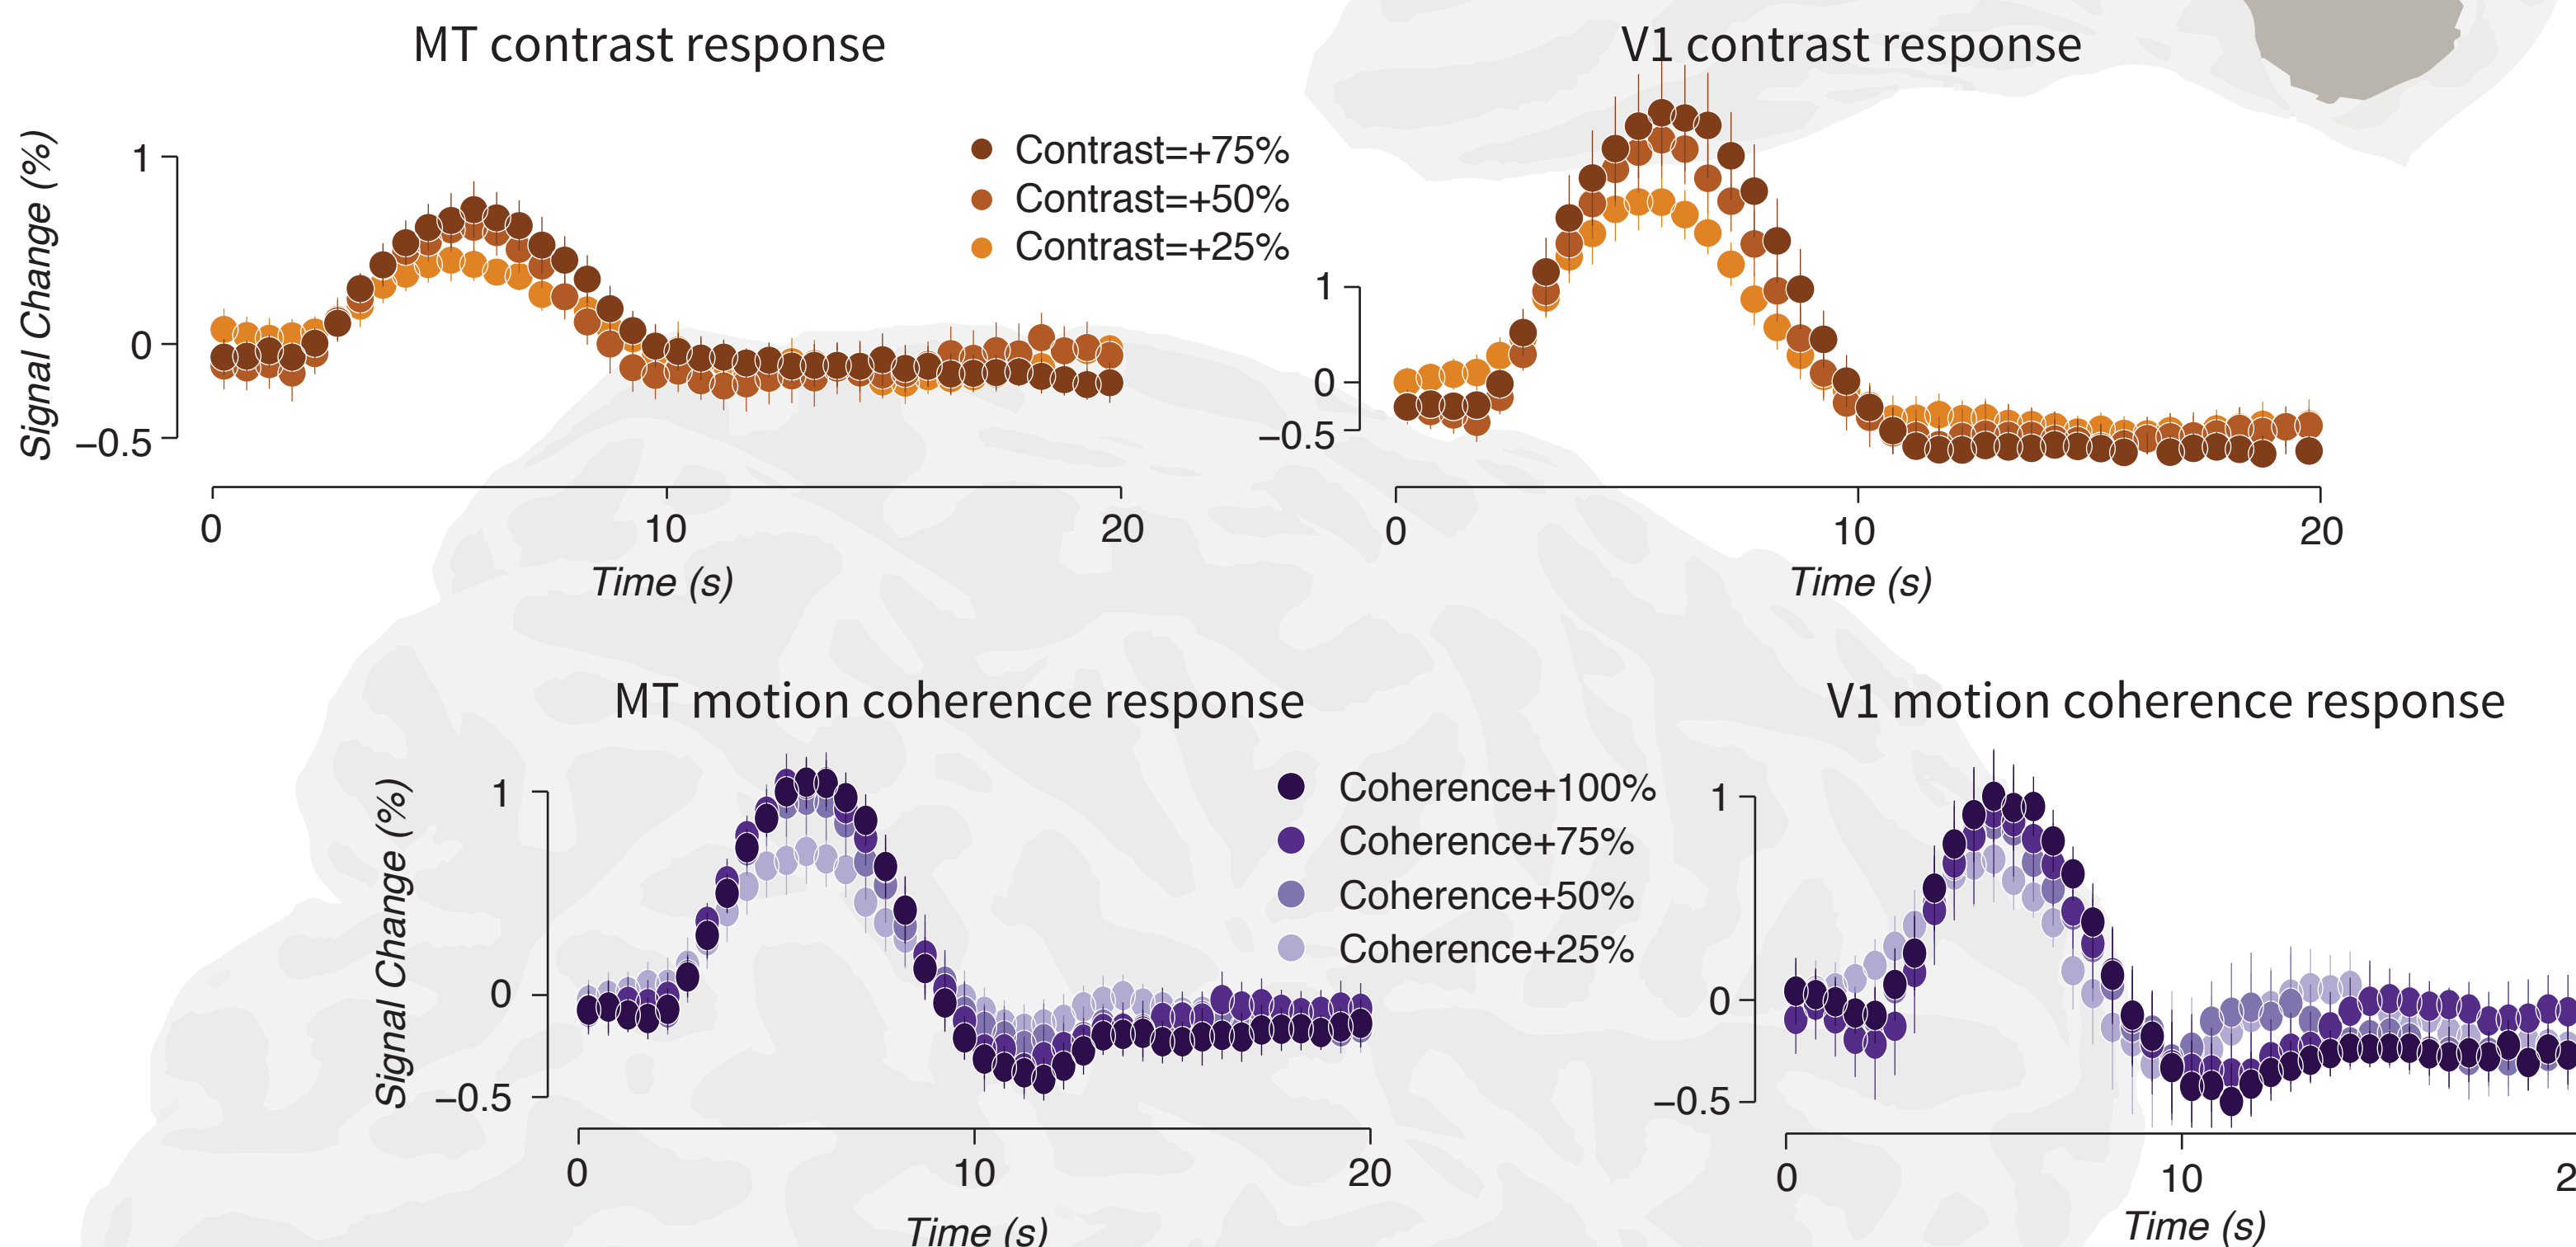 MT contrast response
V1 contrast response
Signal Change (%)
1
0
−0.5
Contrast=+75%
Contrast=+50%
Contrast=+25%
1
0
−0.5
0
10
20
Time (s)
0
10
20
Time (s)
MT motion coherence response
V1 motion coherence response
Signal Change (%)
1
0
−0.5
Coherence+100%
Coherence+75%
Coherence+50%
Coherence+25%
1
0
−0.5
0
10
20
Time (s)
0
10
2
Time (s)